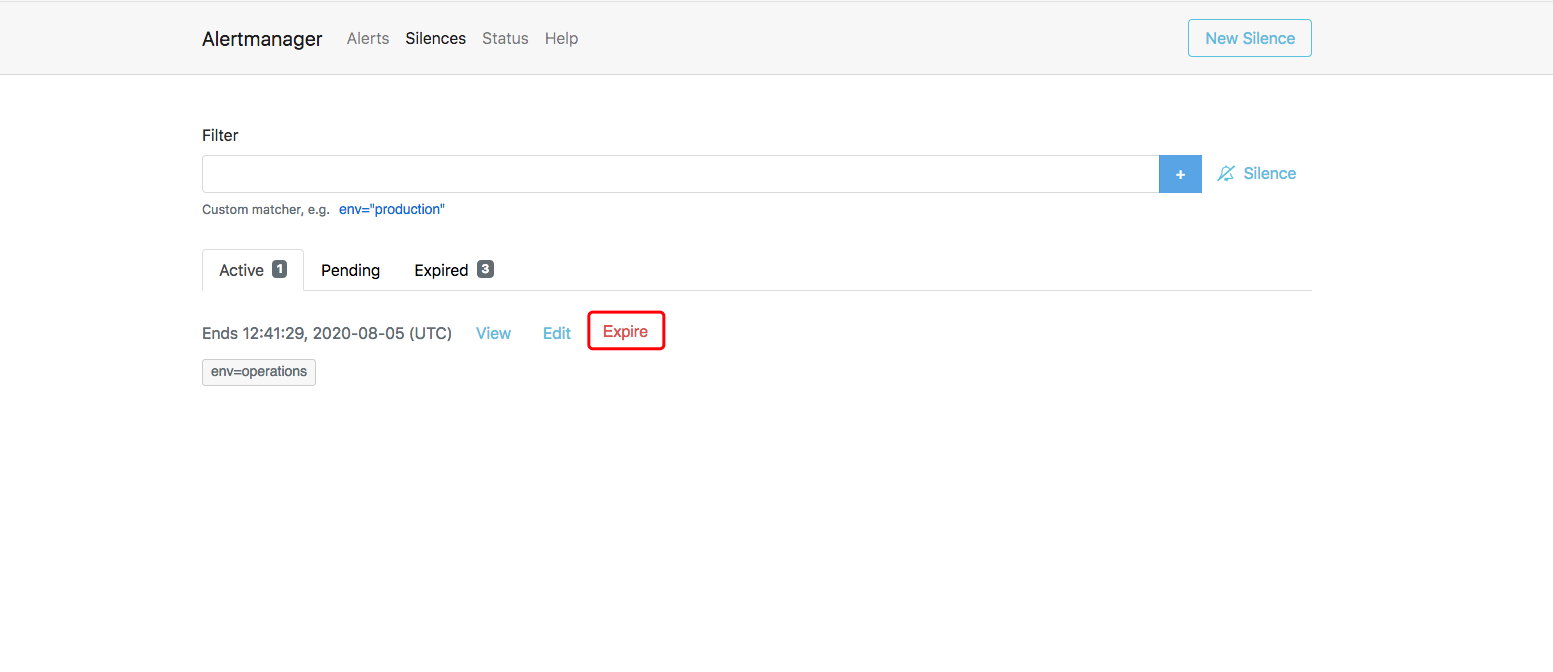 Alertmanager Alerts Silences Status Help New Silence
Filter
+ Silence
Custom matcher, e.g. env="production"
Active 1 Pending Expired 3
Ends 12:41:29, 2020-08-05 (UTC) View Edit Expire
env=operations